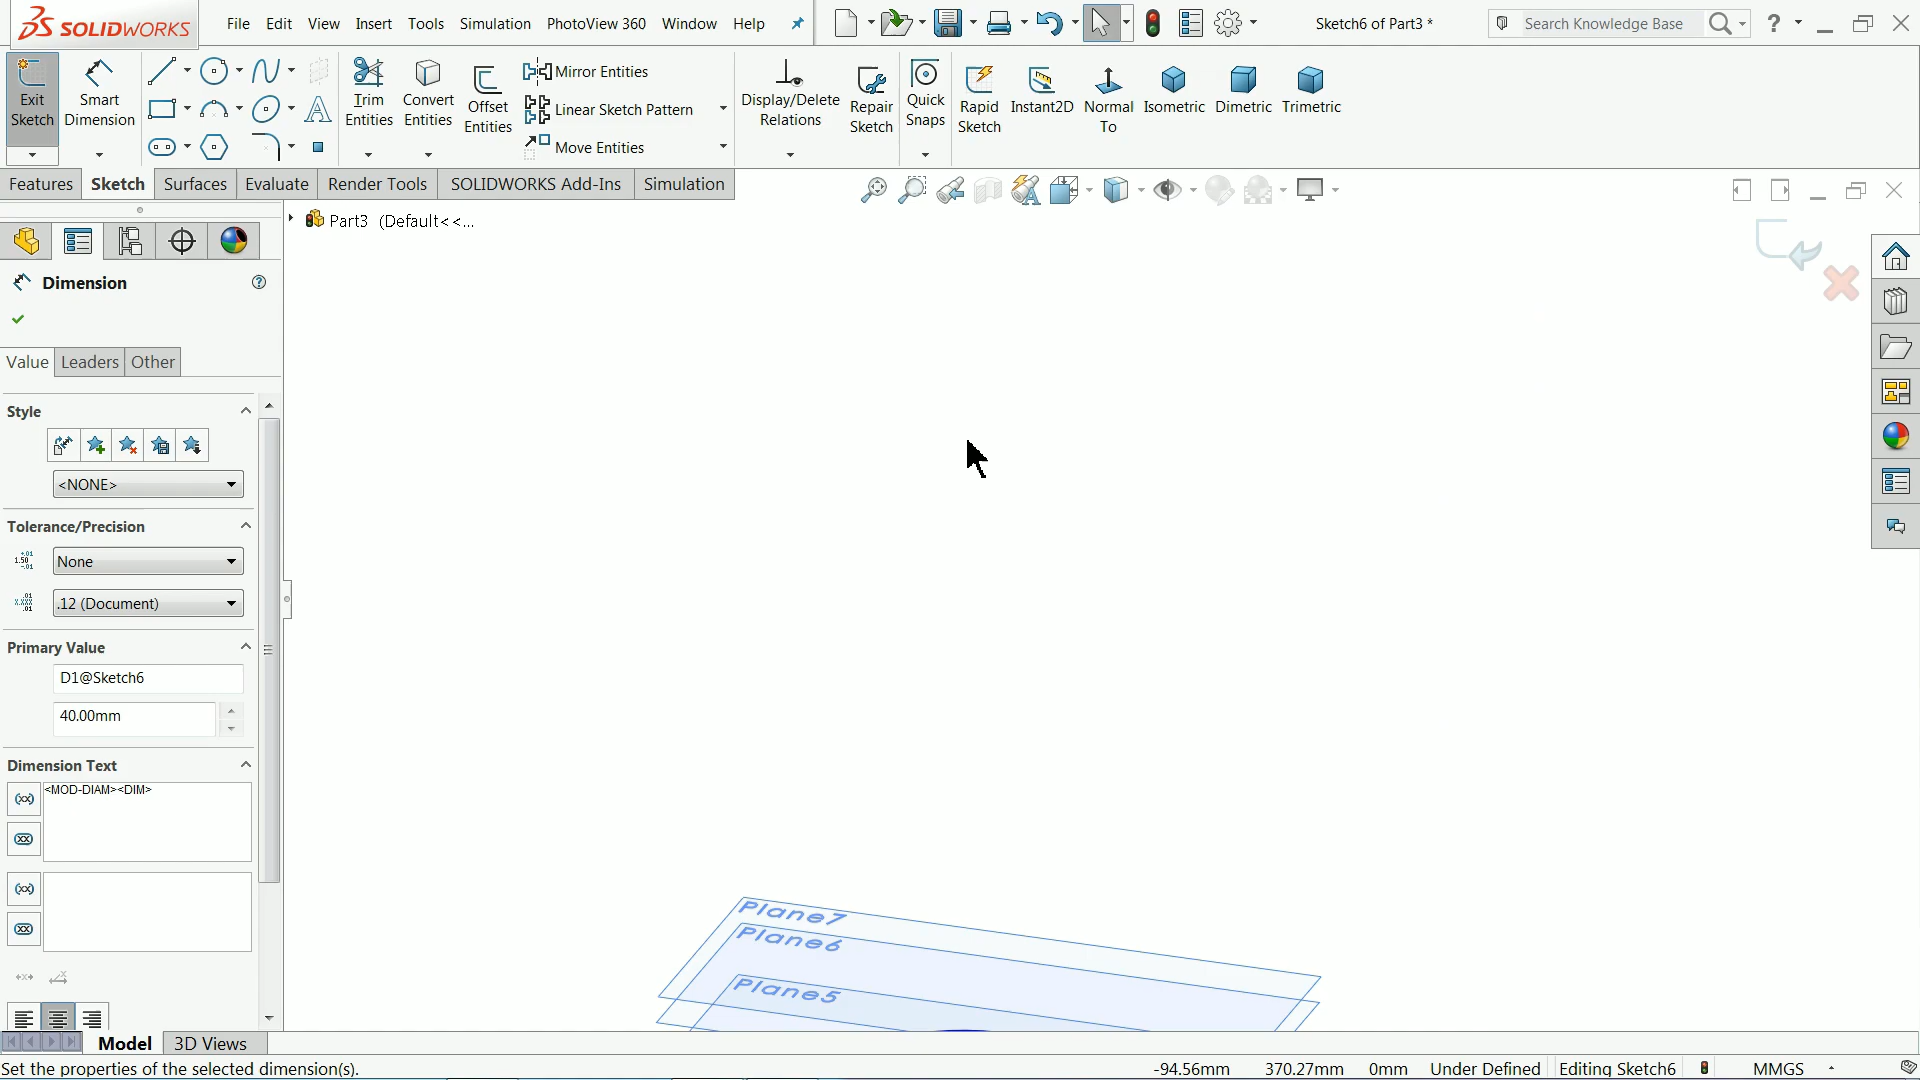 SOLIDWORKS
File Edit View Insert Tools Simulation PhotoView 360 Window Help
Sketch6 of Part3 *
Search Knowledge Base
Exit Sketch
Smart Dimension
Trim Entities
Convert Entities
Offset Entities
Mirror Entities
Linear Sketch Pattern
Move Entities
Display/Delete Relations
Repair Sketch
Quick Snaps
Rapid Sketch
Instant2D
Normal To
Isometric
Dimetric
Trimetric
Features Sketch Surfaces Evaluate Render Tools SOLIDWORKS Add-Ins Simulation
Part3 (Default<<...
Dimension
Value Leaders Other
Style
<NONE>
Tolerance/Precision
None
.12 (Document)
Primary Value
D1@Sketch6
40.00mm
Dimension Text
<MOD-DIAM><DIM>
Plane7
Plane6
Plane5
Model 3D Views
Set the properties of the selected dimension(s).
-94.56mm 370.27mm 0mm Under Defined Editing Sketch6 MMGS